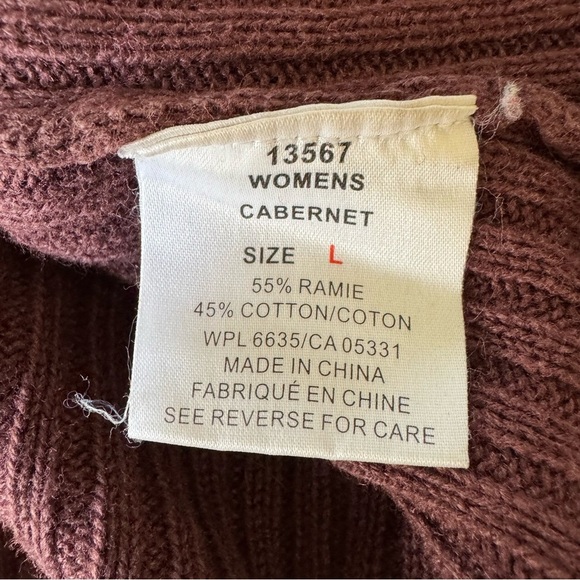 13567
WOMENS
CABERNET
SIZE L
55% RAMIE
45% COTTON/COTON
WPL 6635/CA 05331
MADE IN CHINA
FABRIQUÉ EN CHINE
SEE REVERSE FOR CARE